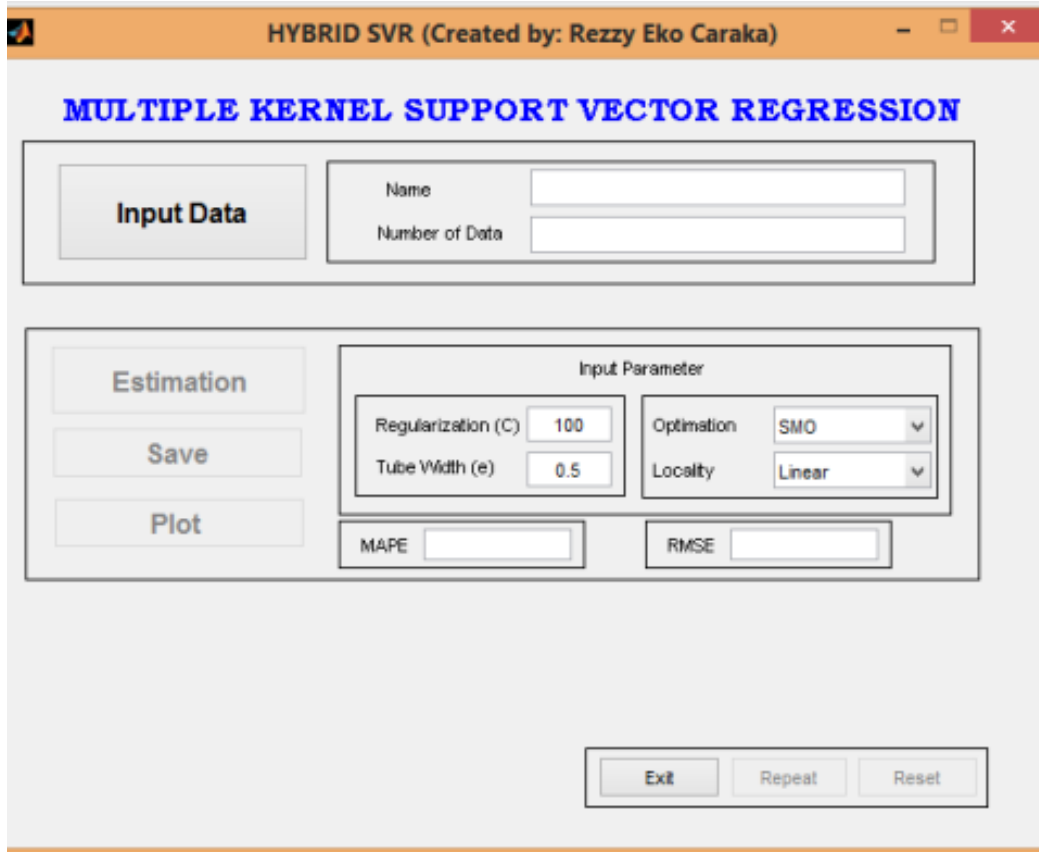 HYBRID SVR (Created by: Rezzy Eko Caraka)
MULTIPLE KERNEL SUPPORT VECTOR REGRESSION
Input Data
Name
Number of Data
Estimation
Save
Plot
Input Parameter
Regularization (C) 100
Tube Width (e) 0.5
Optimation SMO
Locality Linear
MAPE
RMSE
Exit Repeat Reset